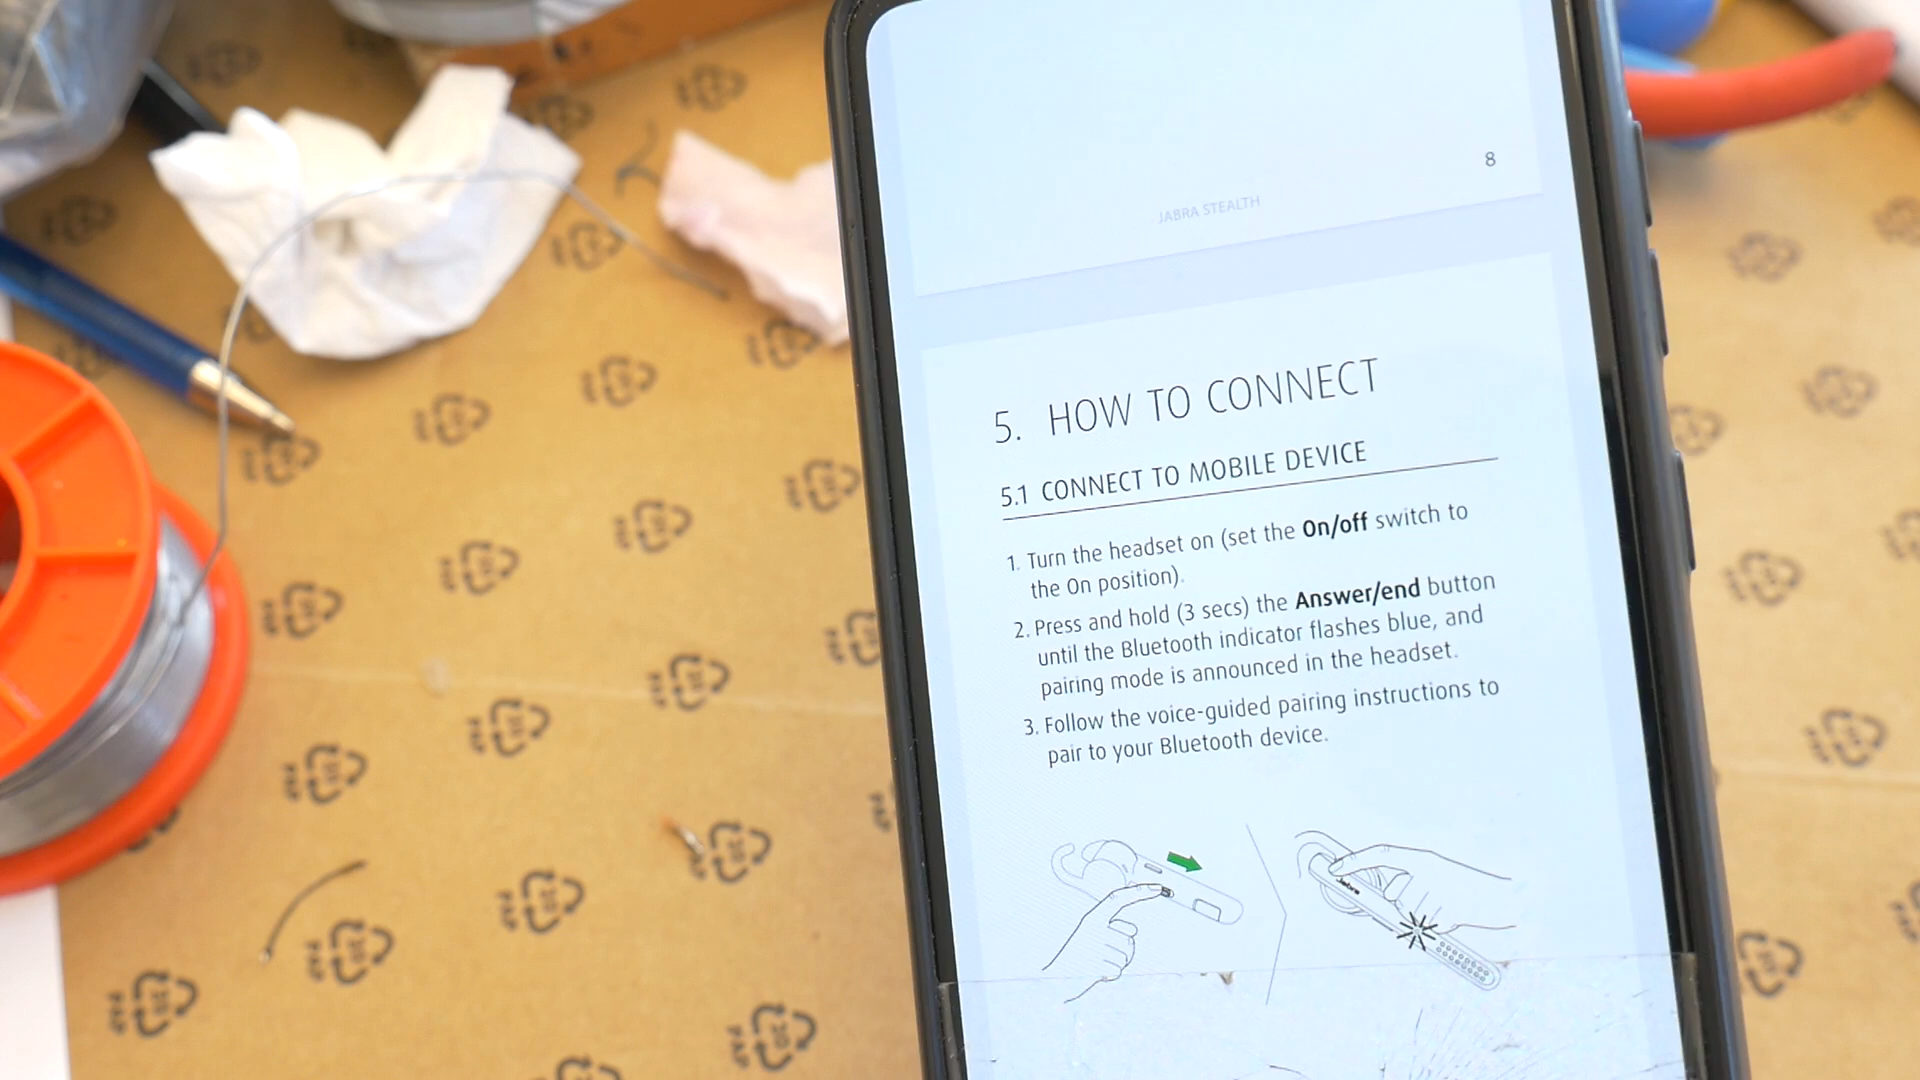 8
JABRA STEALTH
5. HOW TO CONNECT
5.1 CONNECT TO MOBILE DEVICE
1. Turn the headset on (set the On/off switch to
the On position).
2. Press and hold (3 secs) the Answer/end button
until the Bluetooth indicator flashes blue, and
pairing mode is announced in the headset.
3. Follow the voice-guided pairing instructions to
pair to your Bluetooth device.
Jabra
20
PAP